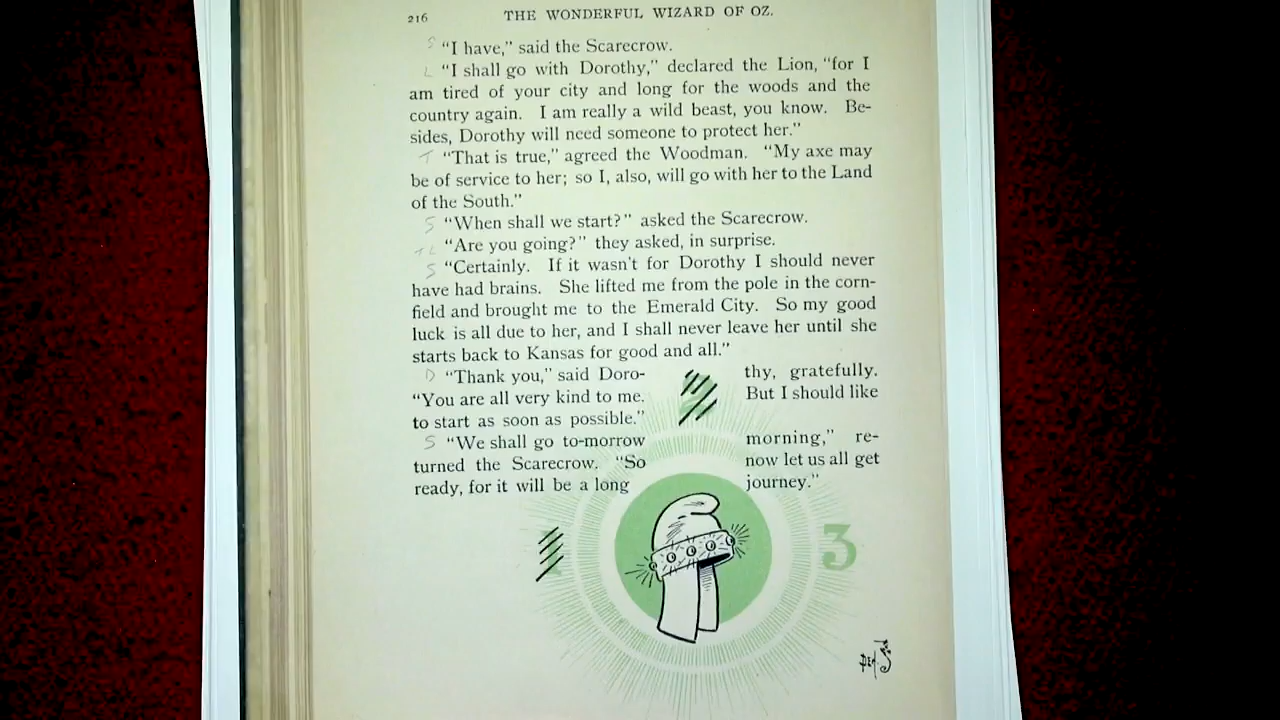 216
THE WONDERFUL WIZARD OF OZ.
S "I have," said the Scarecrow.
L "I shall go with Dorothy," declared the Lion, "for I
am tired of your city and long for the woods and the
country again. I am really a wild beast, you know. Be-
sides, Dorothy will need someone to protect her."
T "That is true," agreed the Woodman. "My axe may
be of service to her; so I, also, will go with her to the Land
of the South."
S "When shall we start?" asked the Scarecrow.
TL "Are you going?" they asked, in surprise.
S "Certainly. If it wasn't for Dorothy I should never
have had brains. She lifted me from the pole in the corn-
field and brought me to the Emerald City. So my good
luck is all due to her, and I shall never leave her until she
starts back to Kansas for good and all."
D "Thank you," said Doro- thy, gratefully.
"You are all very kind to me. But I should like
to start as soon as possible."
S "We shall go to-morrow morning," re-
turned the Scarecrow. "So now let us all get
ready, for it will be a long journey."
3